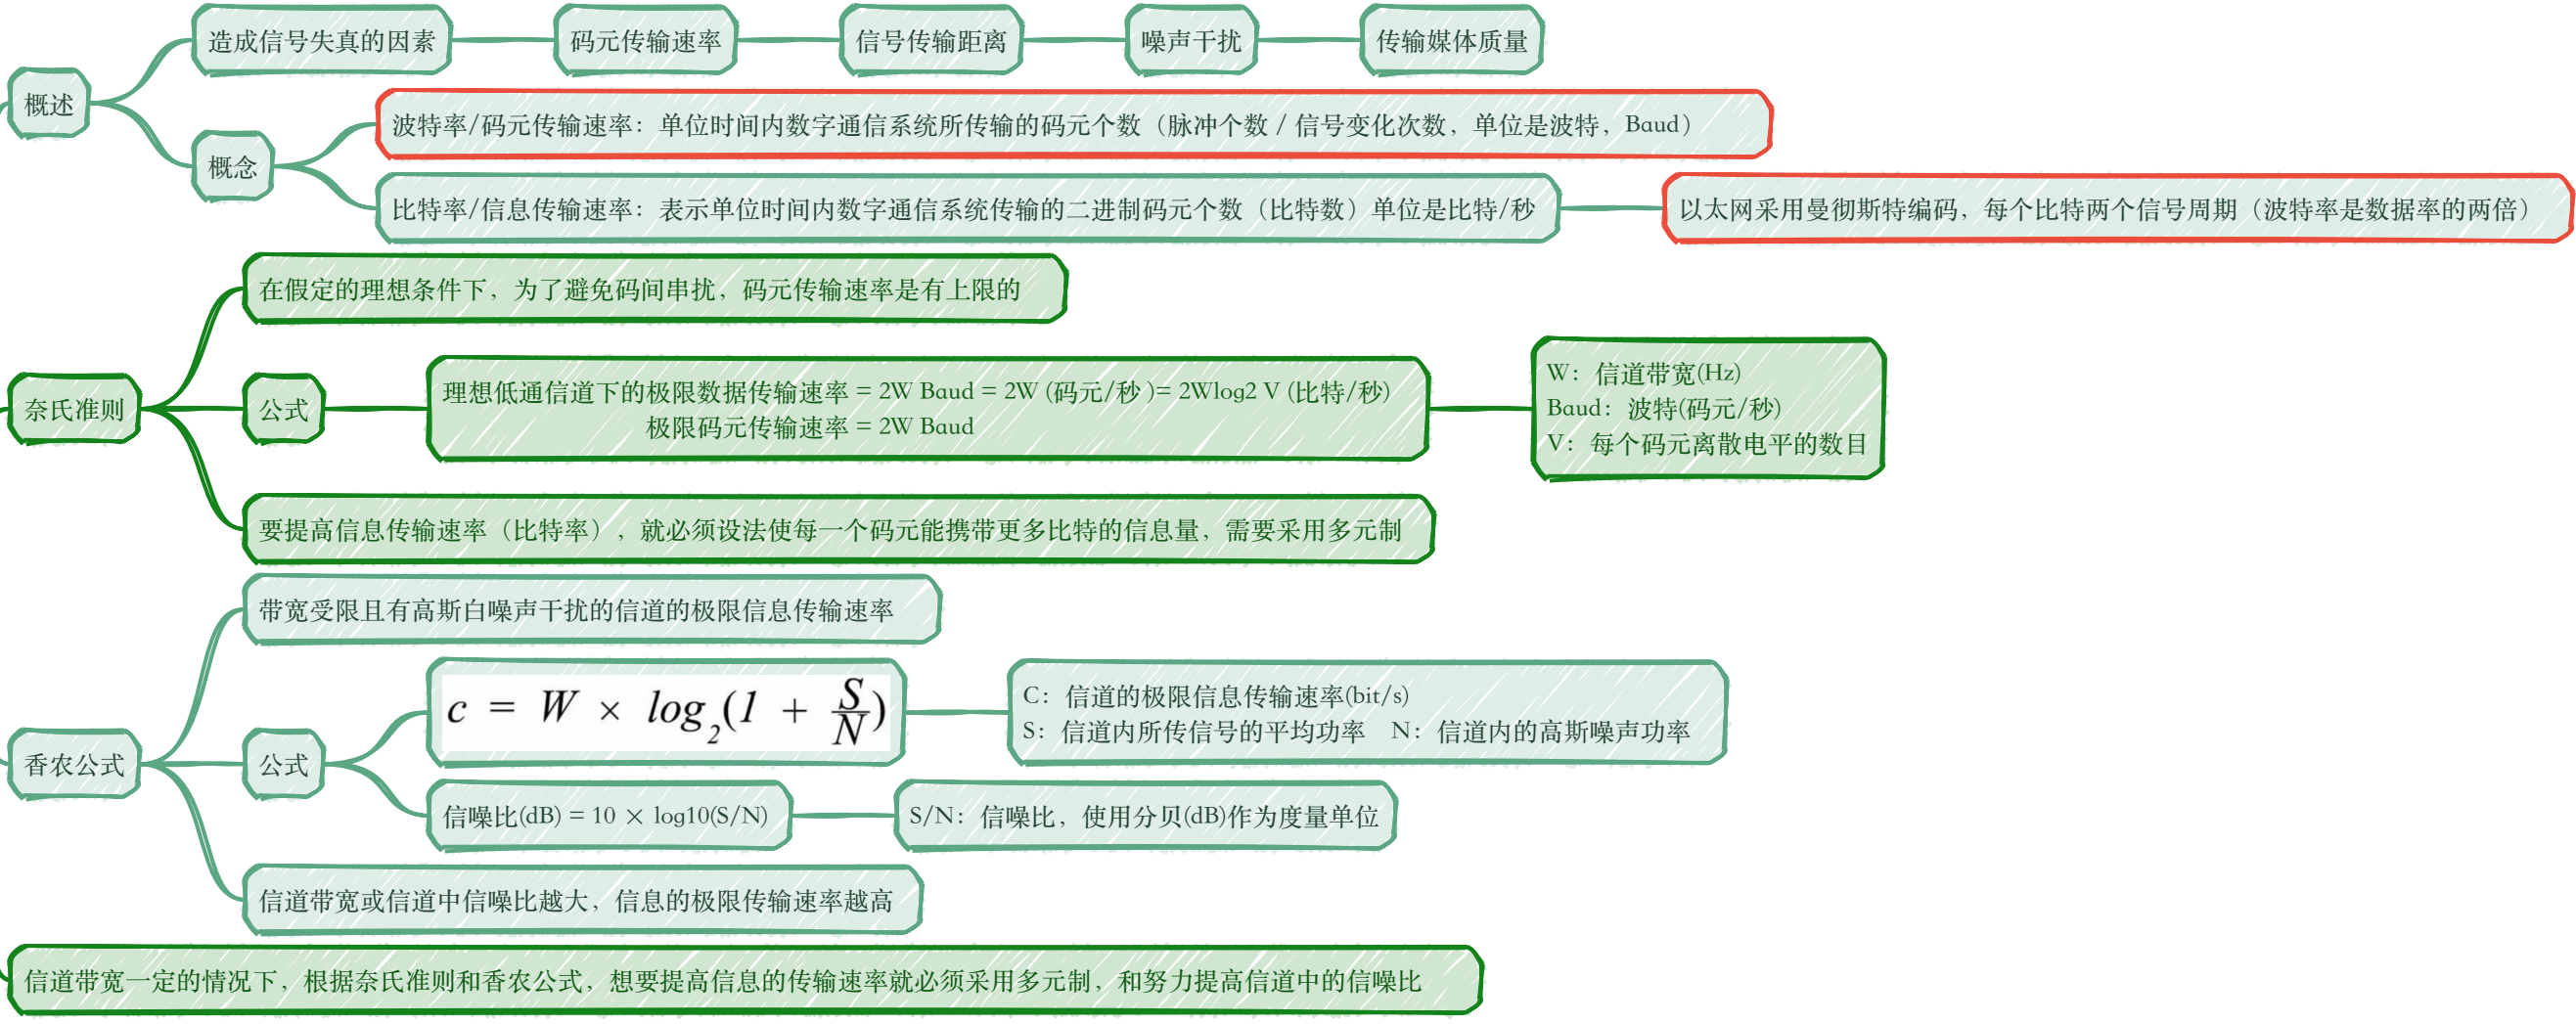 造成信号失真的因素
码元传输速率
信号传输距离
噪声干扰
传输媒体质量
概述
波特率/码元传输速率：单位时间内数字通信系统所传输的码元个数（脉冲个数 / 信号变化次数，单位是波特，Baud）
概念
比特率/信息传输速率：表示单位时间内数字通信系统传输的二进制码元个数（比特数）单位是比特/秒
以太网采用曼彻斯特编码，每个比特两个信号周期（波特率是数据率的两倍）
在假定的理想条件下，为了避免码间串扰，码元传输速率是有上限的
奈氏准则
公式
理想低通信道下的极限数据传输速率 = 2W Baud = 2W (码元/秒 )= 2Wlog2 V (比特/秒)
极限码元传输速率 = 2W Baud
W：信道带宽(Hz)
Baud：波特(码元/秒)
V：每个码元离散电平的数目
要提高信息传输速率（比特率），就必须设法使每一个码元能携带更多比特的信息量，需要采用多元制
带宽受限且有高斯白噪声干扰的信道的极限信息传输速率
香农公式
公式
c = W × log₂(1 + S/N)
C：信道的极限信息传输速率(bit/s)
S：信道内所传信号的平均功率 N：信道内的高斯噪声功率
信噪比(dB) = 10 × log10(S/N)
S/N：信噪比，使用分贝(dB)作为度量单位
信道带宽或信道中信噪比越大，信息的极限传输速率越高
信道带宽一定的情况下，根据奈氏准则和香农公式，想要提高信息的传输速率就必须采用多元制，和努力提高信道中的信噪比